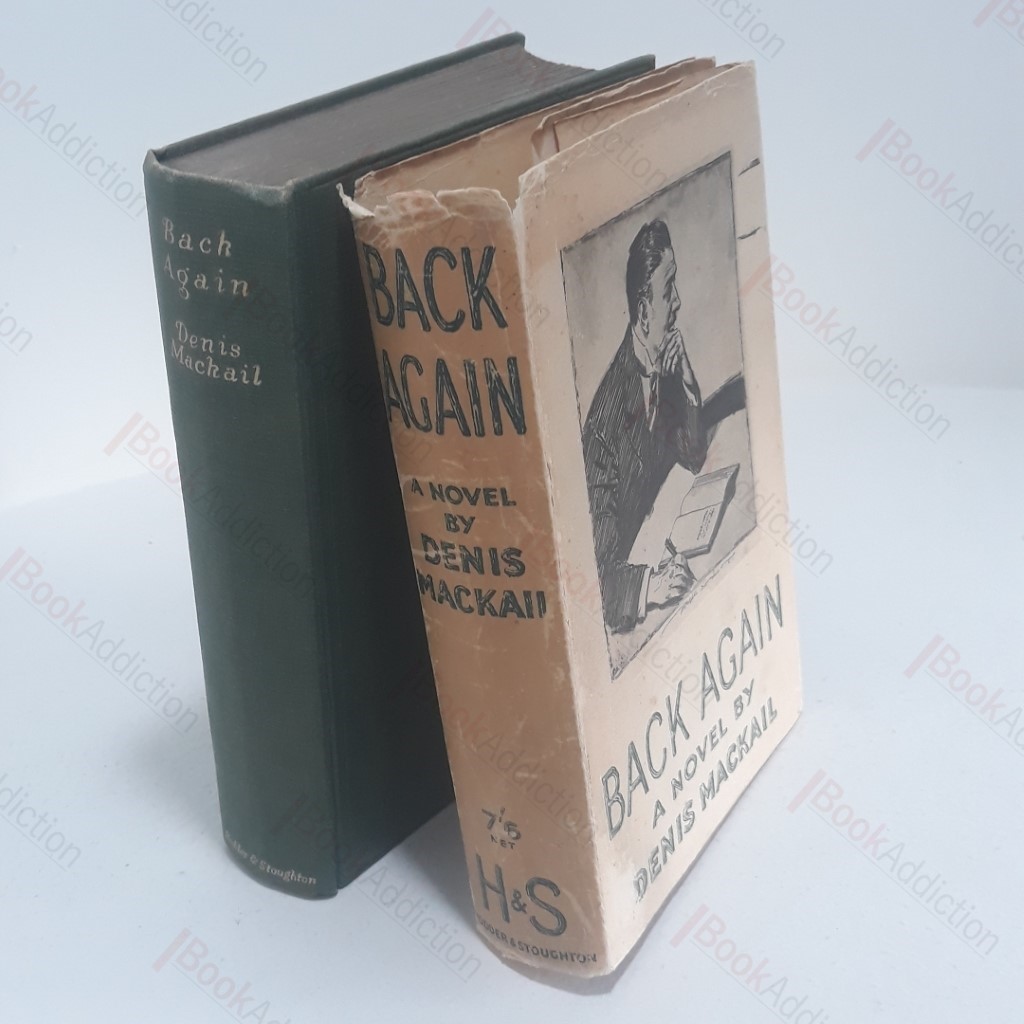 Back
Again
Denis
Mackail
& Stoughton
BACK
AGAIN
A NOVEL
BY
DENIS
MACKAIL
7/6
NET
H&S
HODDER & STOUGHTON
BACK AGAIN
A NOVEL BY
DENIS MACKAIL
BookAddiction